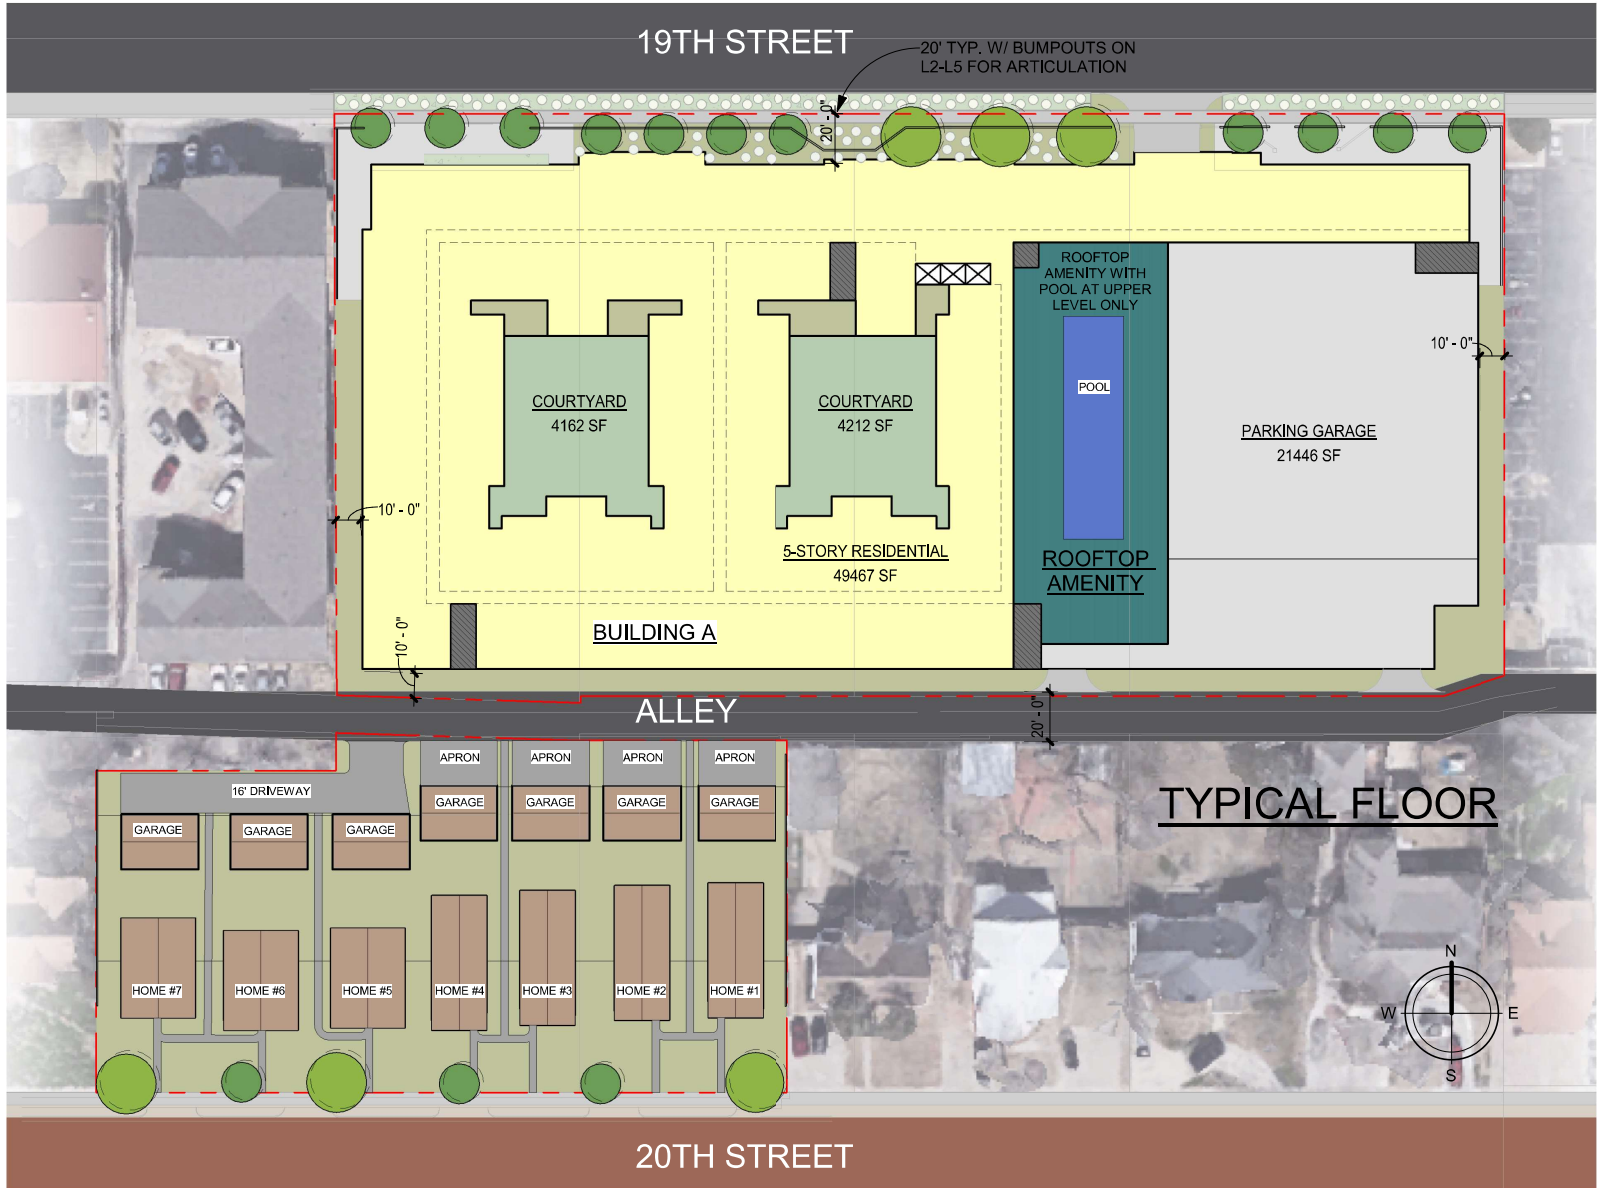 19TH STREET
20' TYP. W/ BUMPOUTS ON
L2-L5 FOR ARTICULATION
20' - 0"
ROOFTOP
AMENITY WITH
POOL AT UPPER
LEVEL ONLY
10' - 0"
POOL
COURTYARD
4162 SF
COURTYARD
4212 SF
PARKING GARAGE
21446 SF
10' - 0"
5-STORY RESIDENTIAL
49467 SF
ROOFTOP
AMENITY
10' - 0"
BUILDING A
ALLEY
20' - 0"
APRON
APRON
APRON
APRON
16' DRIVEWAY
GARAGE
GARAGE
GARAGE
GARAGE
GARAGE
GARAGE
GARAGE
TYPICAL FLOOR
HOME #7
HOME #6
HOME #5
HOME #4
HOME #3
HOME #2
HOME #1
N
W
E
S
20TH STREET